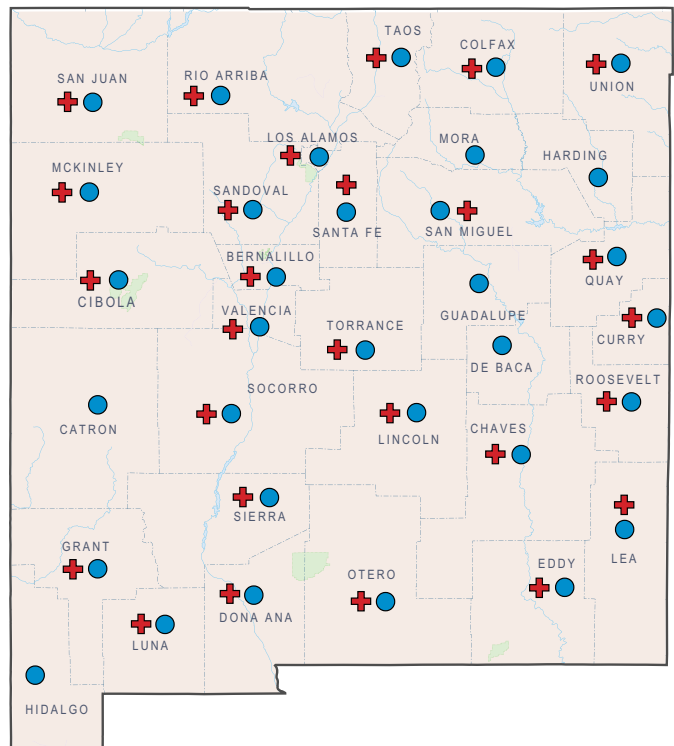 TAOS
COLFAX
SAN JUAN
RIO ARRIBA
UNION
LOS ALAMOS
MORA
HARDING
MCKINLEY
SANDOVAL
SANTA FE
SAN MIGUEL
BERNALILLO
QUAY
CIBOLA
VALENCIA
GUADALUPE
TORRANCE
CURRY
DE BACA
ROOSEVELT
SOCORRO
CATRON
LINCOLN
CHAVES
SIERRA
GRANT
OTERO
EDDY
LEA
DONA ANA
LUNA
HIDALGO